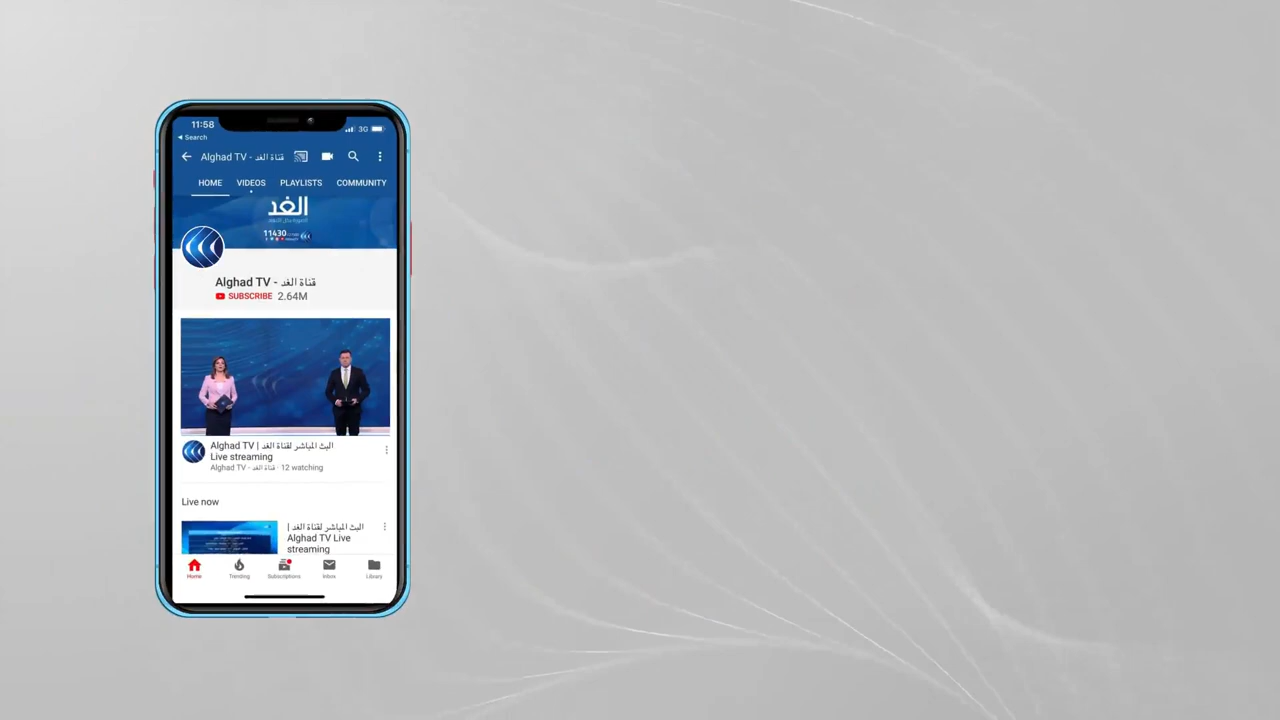 11:58
3G
Search
Alghad TV - قناة الغد
HOME VIDEOS PLAYLISTS COMMUNITY
الغد
11430
Alghad TV - قناة الغد
SUBSCRIBE 2.64M
Alghad TV | البث المباشر لقناة الغد
Live streaming
Alghad TV - قناة الغد · 12 watching
Live now
البث المباشر لقناة الغد |
Alghad TV Live
streaming
Home Trending Subscriptions Inbox Library